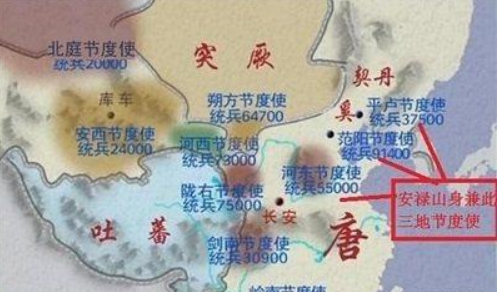 北庭节度使
统兵20000
突厥
契丹
库车
朔方节度使
统兵64700
奚
平卢节度使
统兵37500
安西节度使
统兵24000
河西节度使
统兵73000
范阳节度使
统兵91400
陇右节度使
统兵75000
河东节度使
统兵55000
安禄山身兼此
三地节度使
长安
吐蕃
唐
剑南节度使
统兵30900
岭南节度使